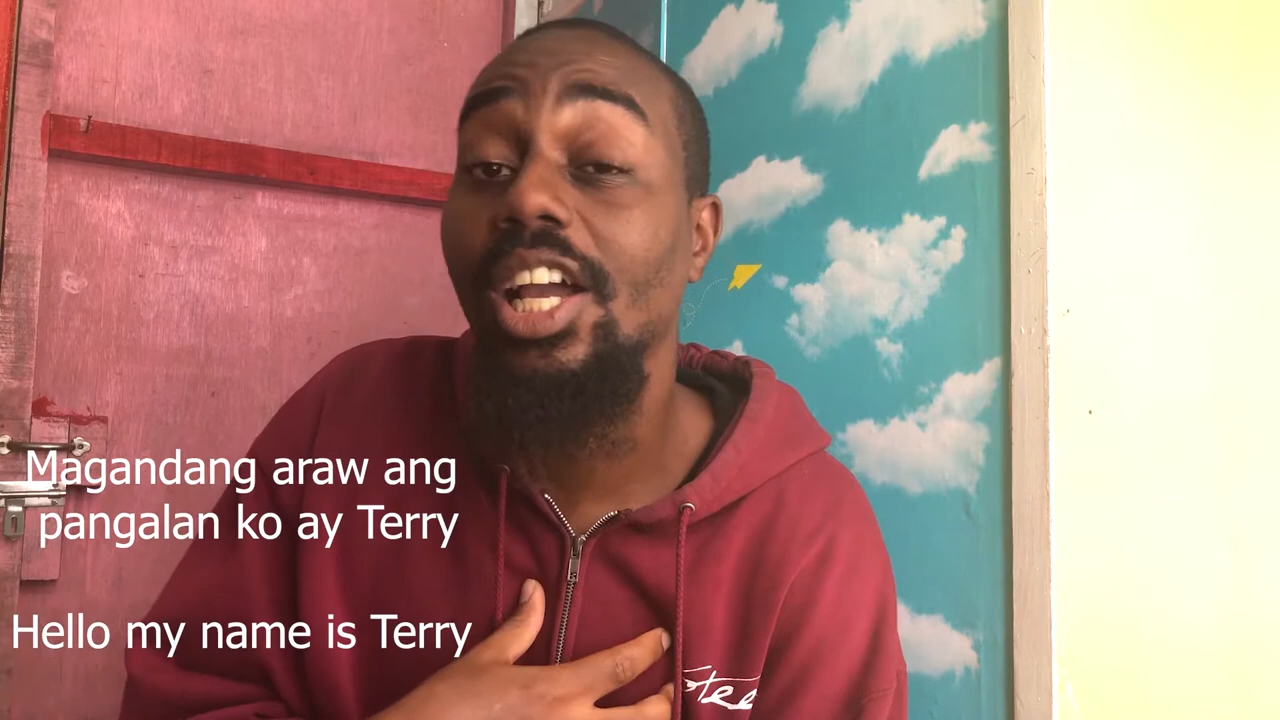 Magandang araw ang
pangalan ko ay Terry
Hello my name is Terry